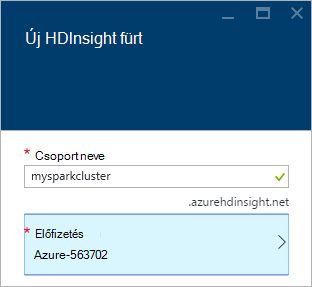 Új HDInsight fürt
* Csoport neve
mysparkcluster
.azurehdinsight.net
* Előfizetés
Azure-563702